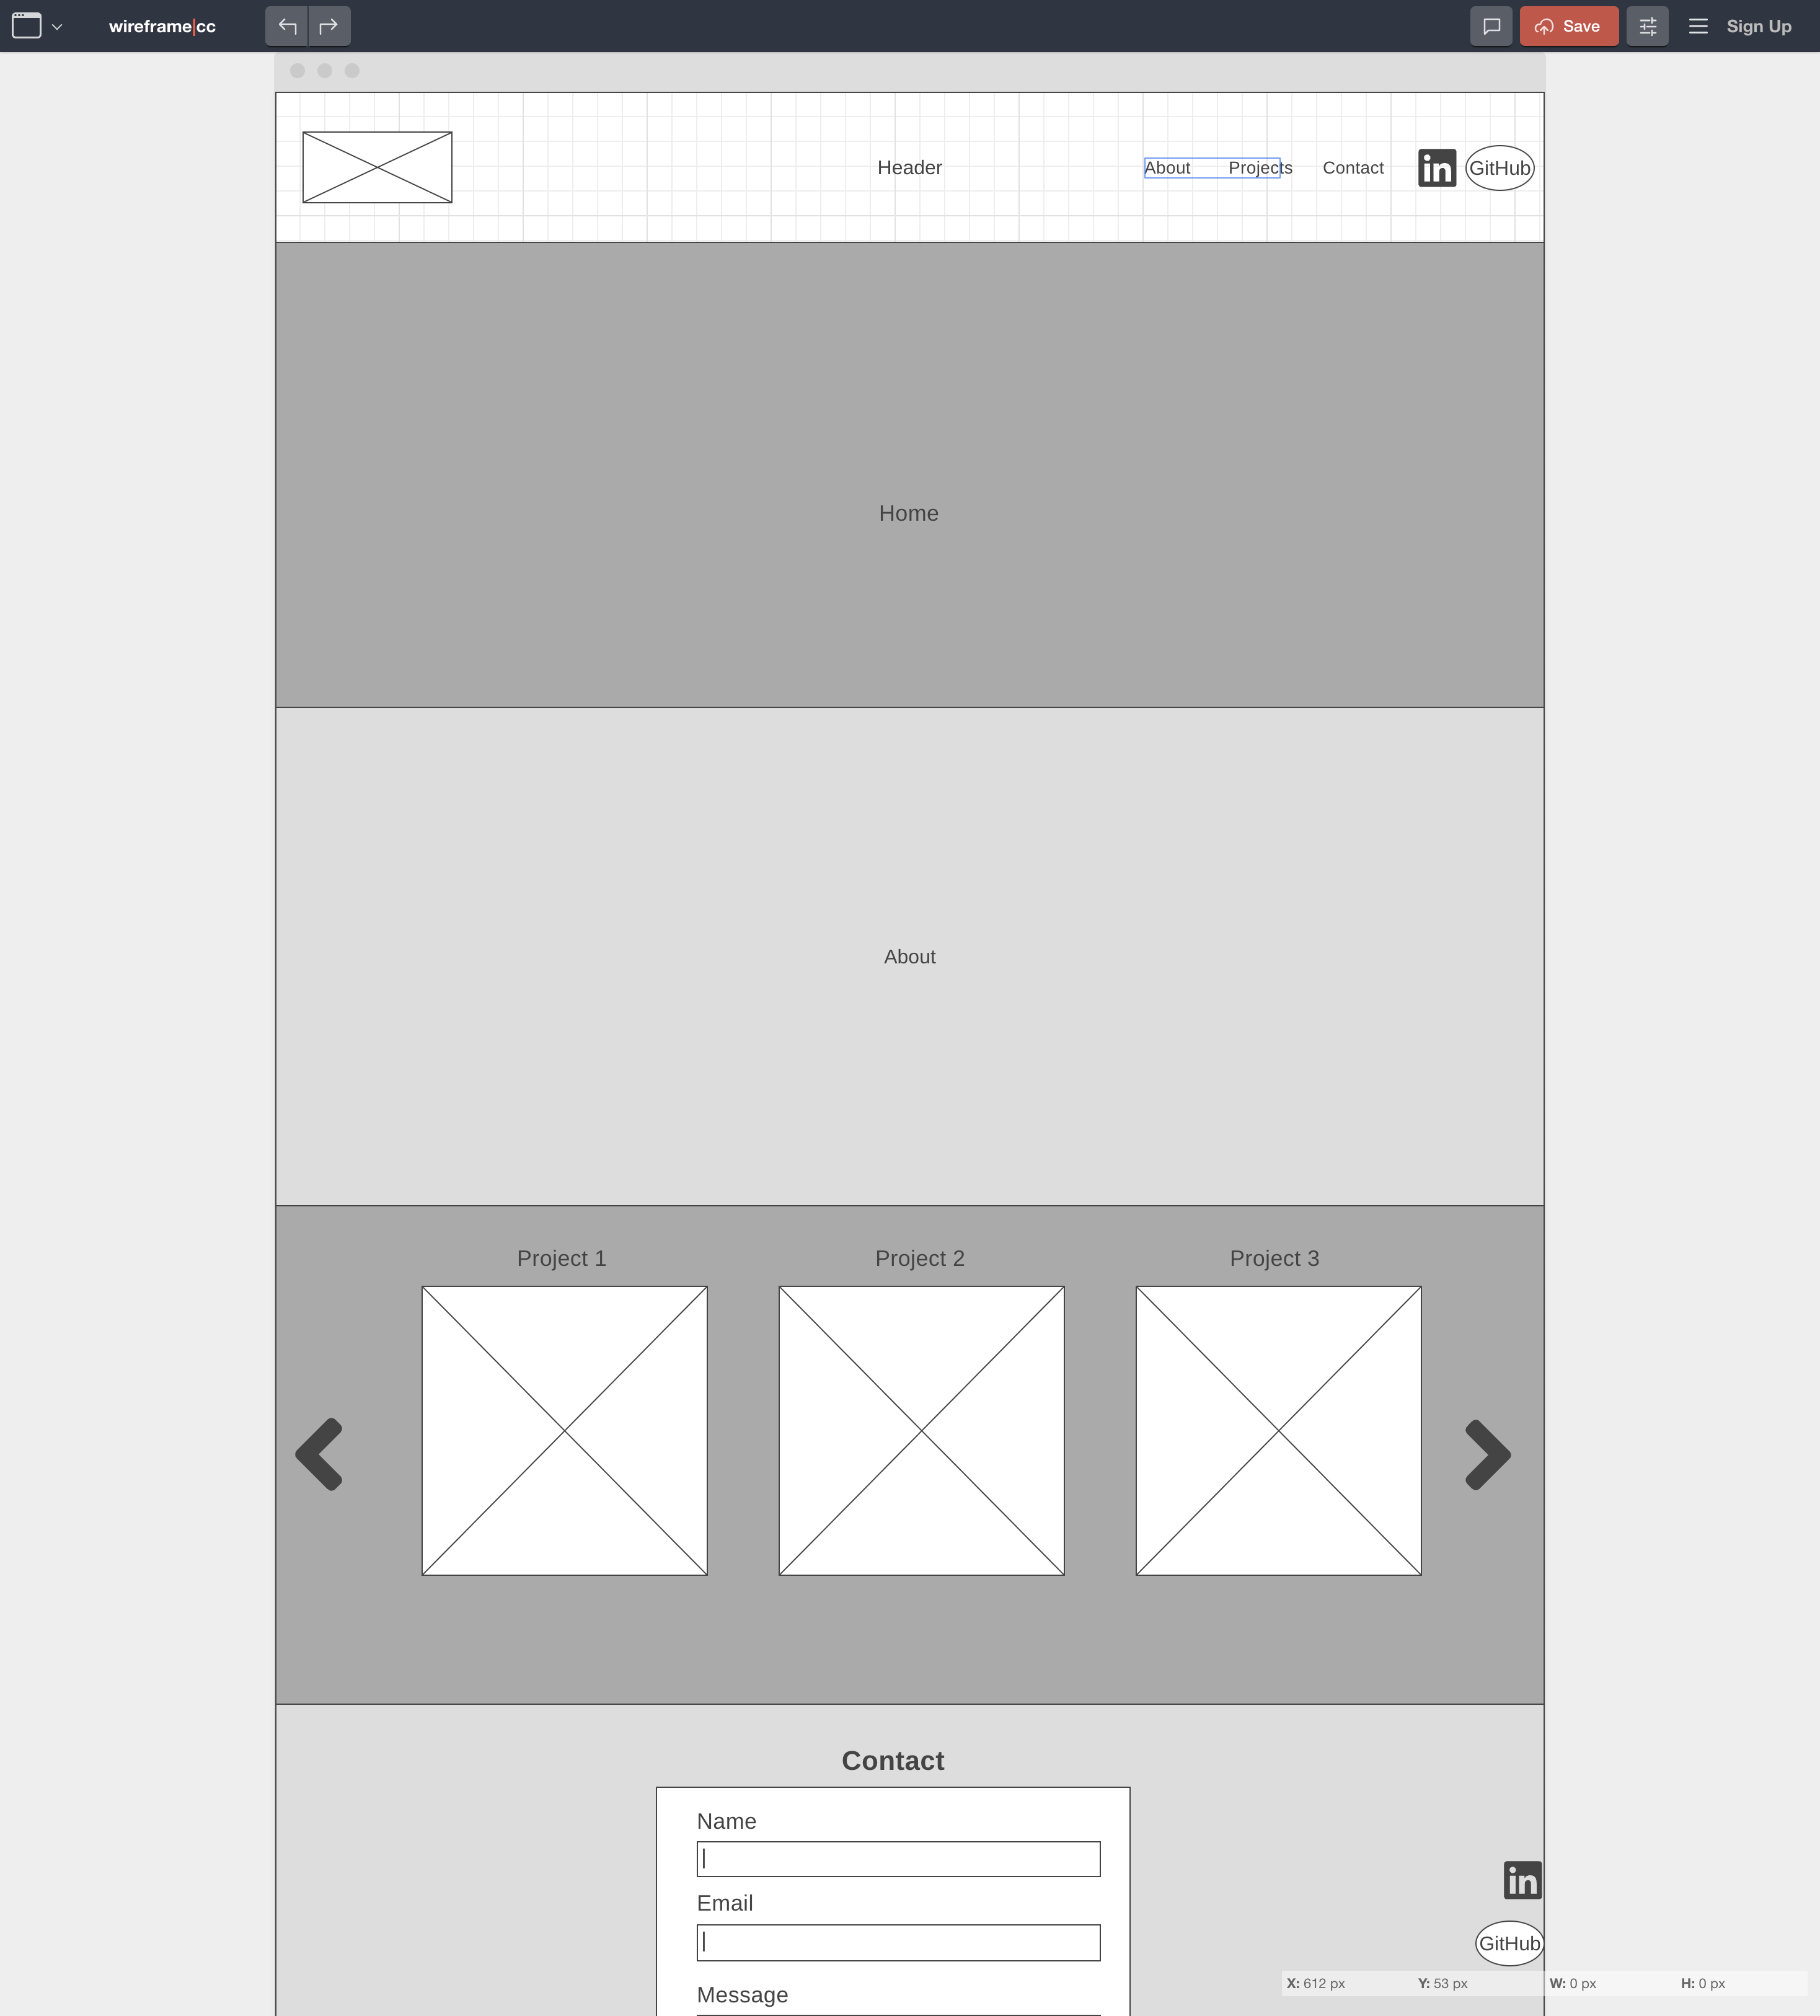 wireframe|cc
Save
Sign Up
Header
About Projects Contact in GitHub
Home
About
Project 1 Project 2 Project 3
Contact
Name
Email
in
GitHub
Message
X: 612 px Y: 53 px W: 0 px H: 0 px